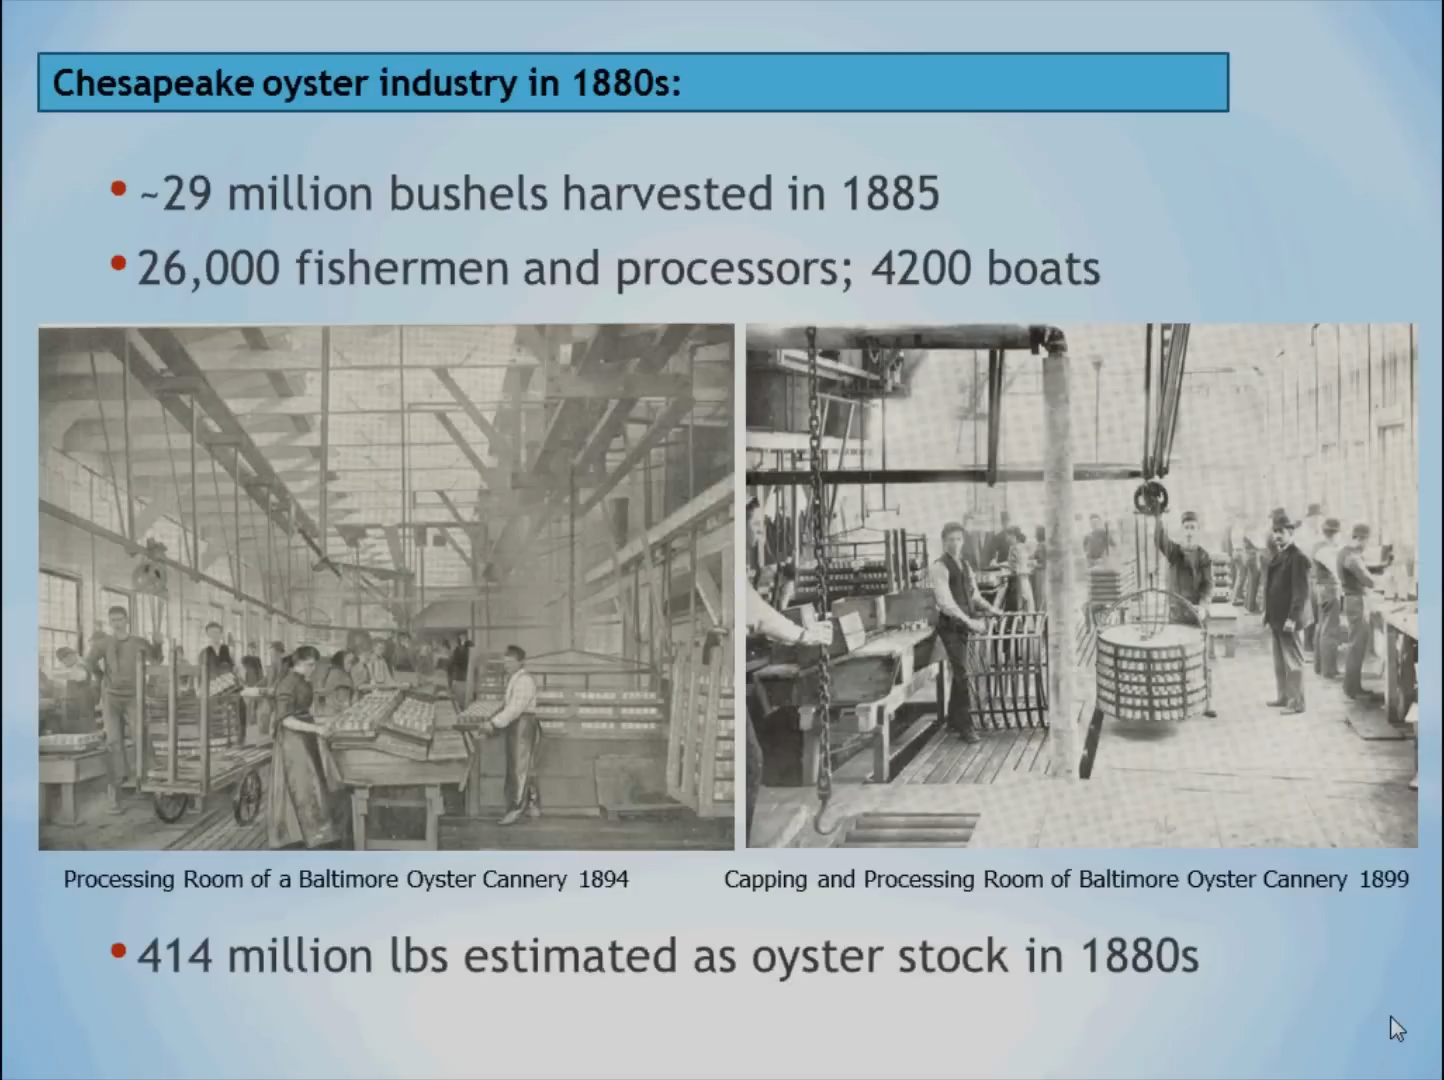 Chesapeake oyster industry in 1880s:
• ~29 million bushels harvested in 1885
• 26,000 fishermen and processors; 4200 boats
Processing Room of a Baltimore Oyster Cannery 1894
Capping and Processing Room of Baltimore Oyster Cannery 1899
• 414 million lbs estimated as oyster stock in 1880s